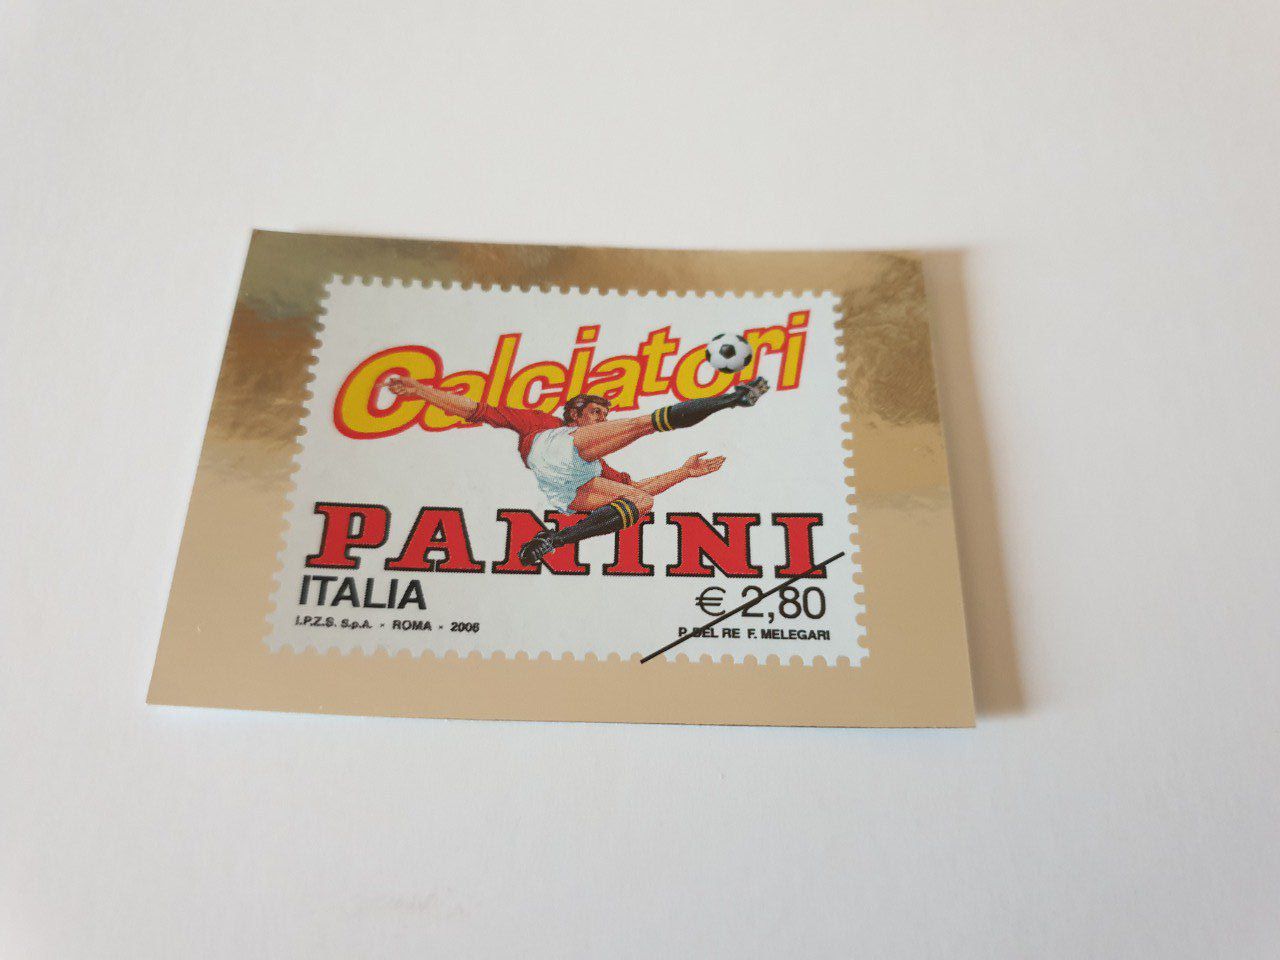 Calciatori
PANINI
ITALIA
€ 2,80
I.P.Z.S. S.p.A. - ROMA - 2006
P. DEL RE F. MELEGARI